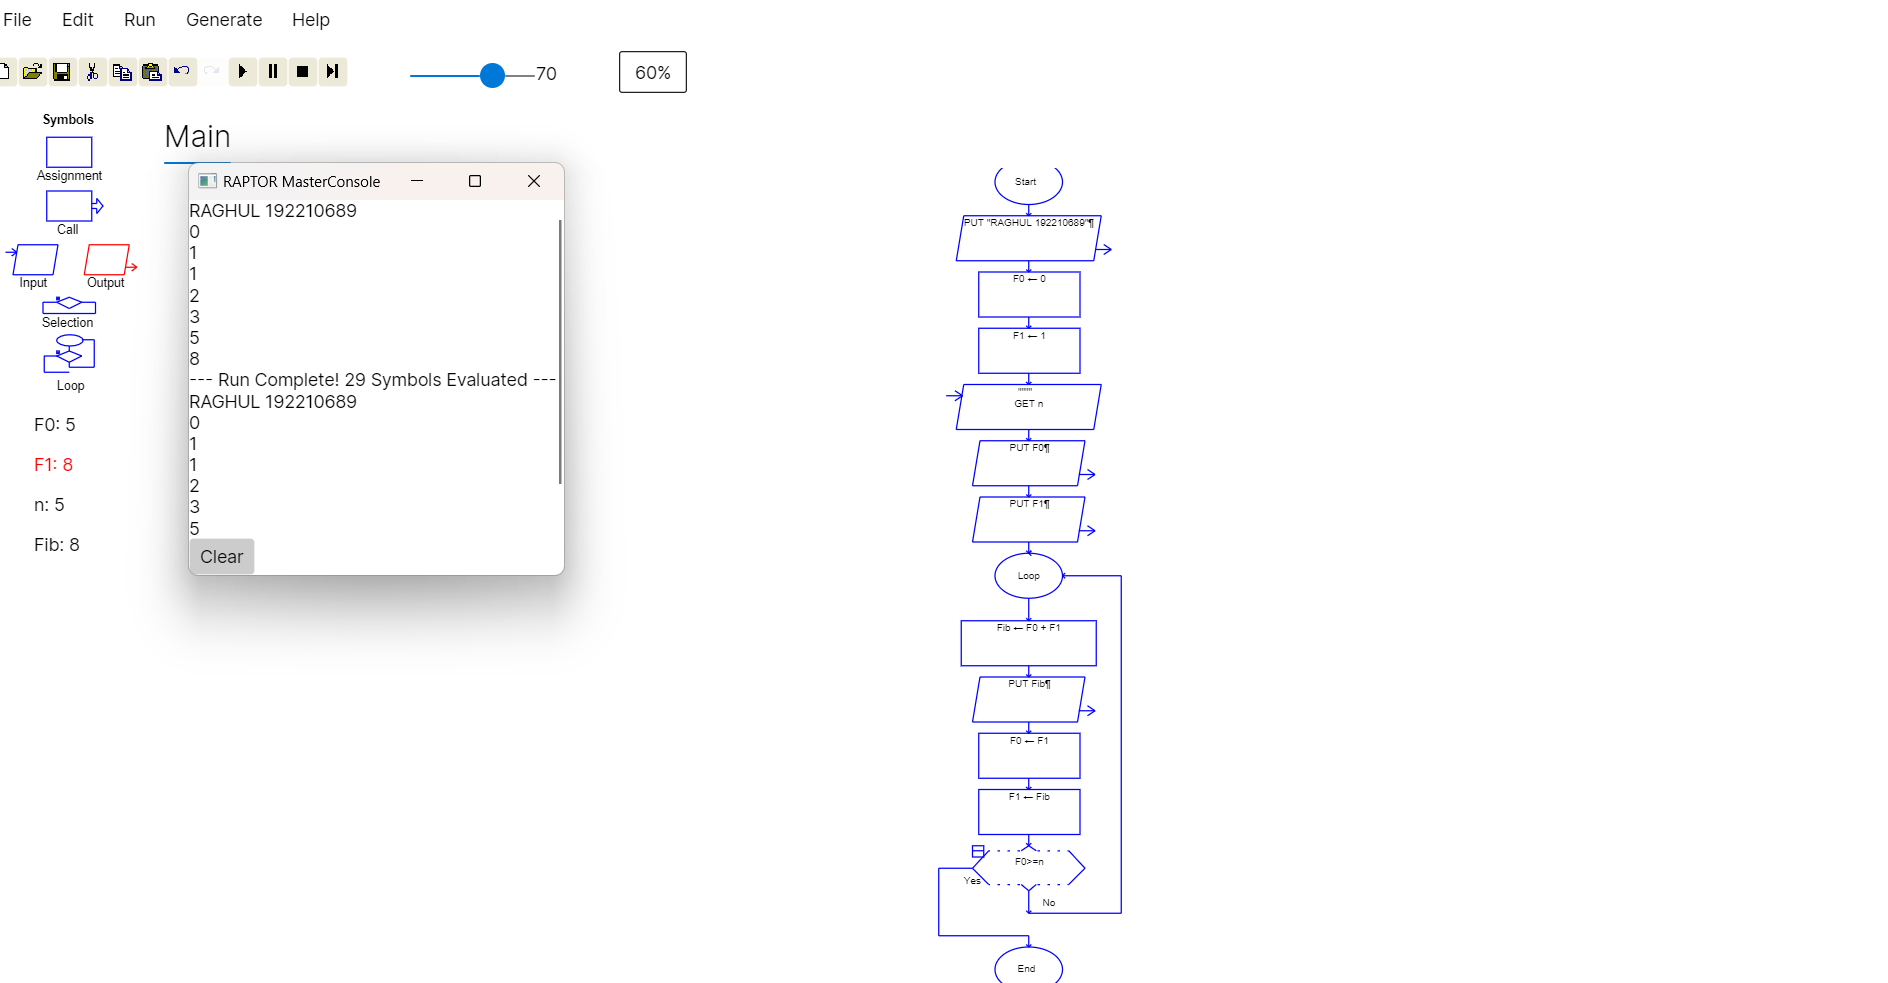 File Edit Run Generate Help
70
60%
Symbols
Assignment
Call
Input Output
Selection
Loop
F0: 5
F1: 8
n: 5
Fib: 8
Main
RAPTOR MasterConsole
RAGHUL 192210689
0
1
1
2
3
5
8
--- Run Complete! 29 Symbols Evaluated ---
RAGHUL 192210689
0
1
1
2
3
5
Clear
Start
PUT "RAGHUL 192210689"¶
F0 ← 0
F1 ← 1
""""
GET n
PUT F0¶
PUT F1¶
Loop
Fib ← F0 + F1
PUT Fib¶
F0 ← F1
F1 ← Fib
F0>=n
Yes
No
End